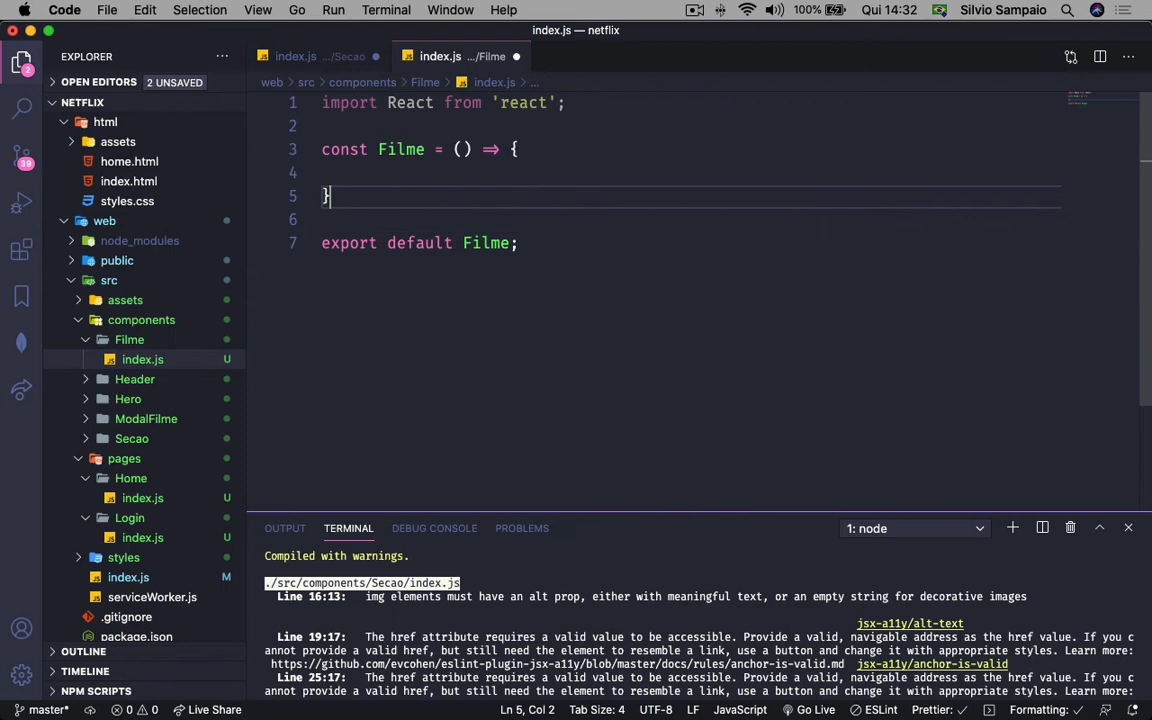 Code File Edit Selection View Go Run Terminal Window Help 100% Qui 14:32 Silvio Sampaio
index.js — netflix
EXPLORER
index.js .../Secao
index.js .../Filme
OPEN EDITORS 2 UNSAVED
web src components Filme index.js ...
NETFLIX
html
assets
home.html
index.html
styles.css
web
node_modules
public
src
assets
components
Filme
index.js U
Header
Hero
ModalFilme
Secao
pages
Home
index.js U
Login
index.js U
styles
index.js M
serviceWorker.js
.gitignore
package.json
OUTLINE
TIMELINE
NPM SCRIPTS
2
39
1 import React from 'react';
2
3 const Filme = () => {
4
5 }
6
7 export default Filme;
OUTPUT TERMINAL DEBUG CONSOLE PROBLEMS 1: node
Compiled with warnings.
./src/components/Secao/index.js
Line 16:13: img elements must have an alt prop, either with meaningful text, or an empty string for decorative images
jsx-a11y/alt-text
Line 19:17: The href attribute requires a valid value to be accessible. Provide a valid, navigable address as the href value. If you c
annot provide a valid href, but still need the element to resemble a link, use a button and change it with appropriate styles. Learn more:
https://github.com/evcohen/eslint-plugin-jsx-a11y/blob/master/docs/rules/anchor-is-valid.md jsx-a11y/anchor-is-valid
Line 25:17: The href attribute requires a valid value to be accessible. Provide a valid, navigable address as the href value. If you c
annot provide a valid href, but still need the element to resemble a link, use a button and change it with appropriate styles. Learn more:
master* 0 0 Live Share Ln 5, Col 2 Tab Size: 4 UTF-8 LF JavaScript Go Live ESLint Prettier: Formatting: